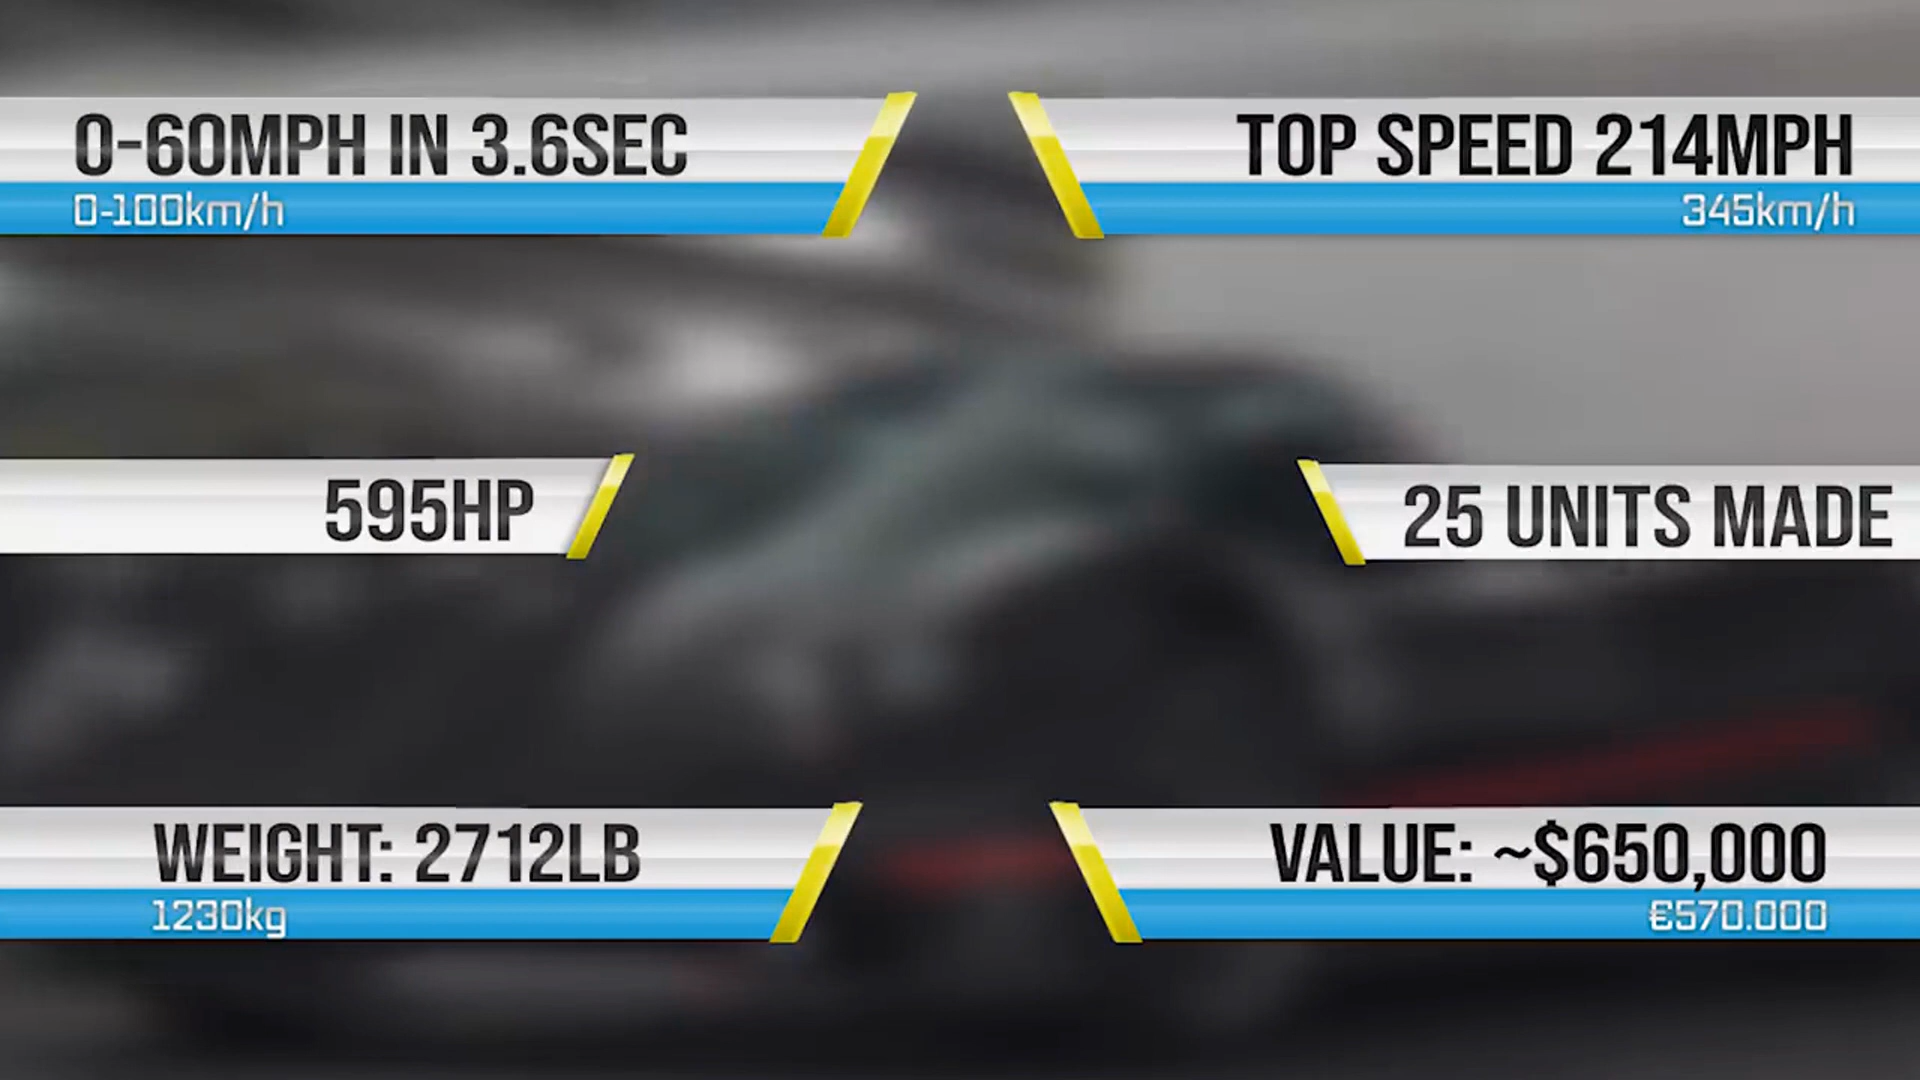 0-60MPH IN 3.6SEC
0-100km/h
TOP SPEED 214MPH
345km/h
595HP
25 UNITS MADE
WEIGHT: 2712LB
1230kg
VALUE: ~$650,000
€570.000